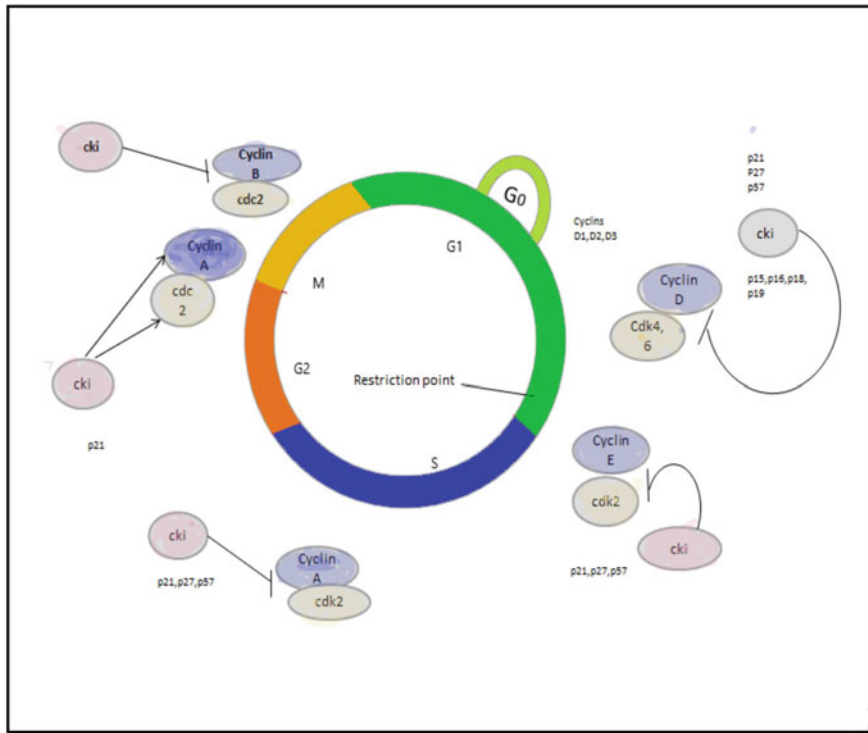 cki
Cyclin
B
cdc2
Cyclin
A
cdc
2
cki
p21
M
G2
G1
G0
Cyclins
D1,D2,D3
p21
P27
p57
cki
p15,p16,p18,
p19
Cyclin
D
Cdk4,
6
Restriction point
S
Cyclin
E
cdk2
cki
p21,p27,p57
cki
p21,p27,p57
Cyclin
A
cdk2